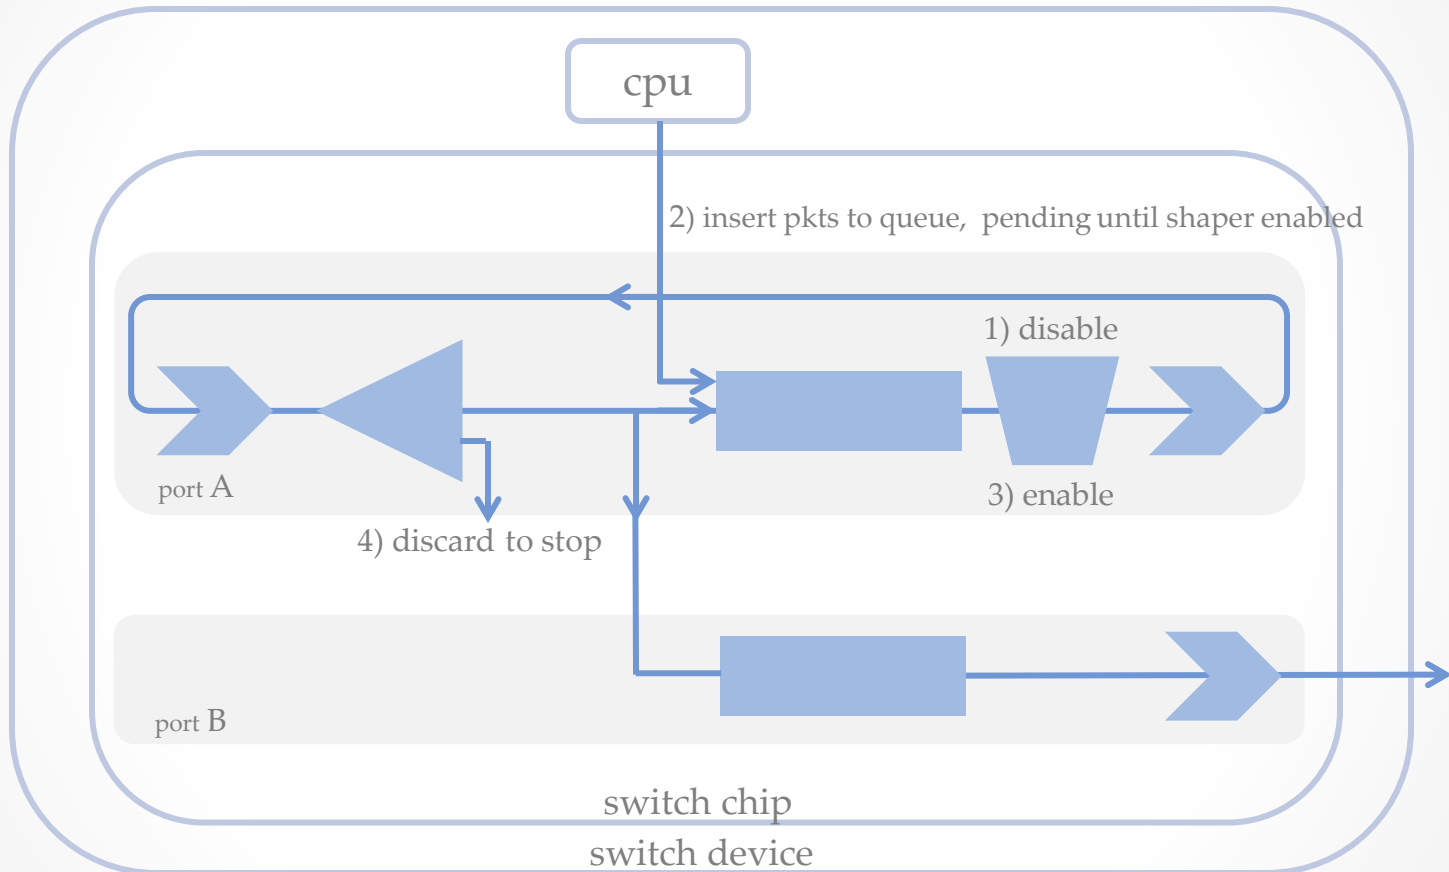 cpu
2) insert pkts to queue,  pending until shaper enabled
1) disable
port A
3) enable
4) discard to stop
port B
switch chip
switch device